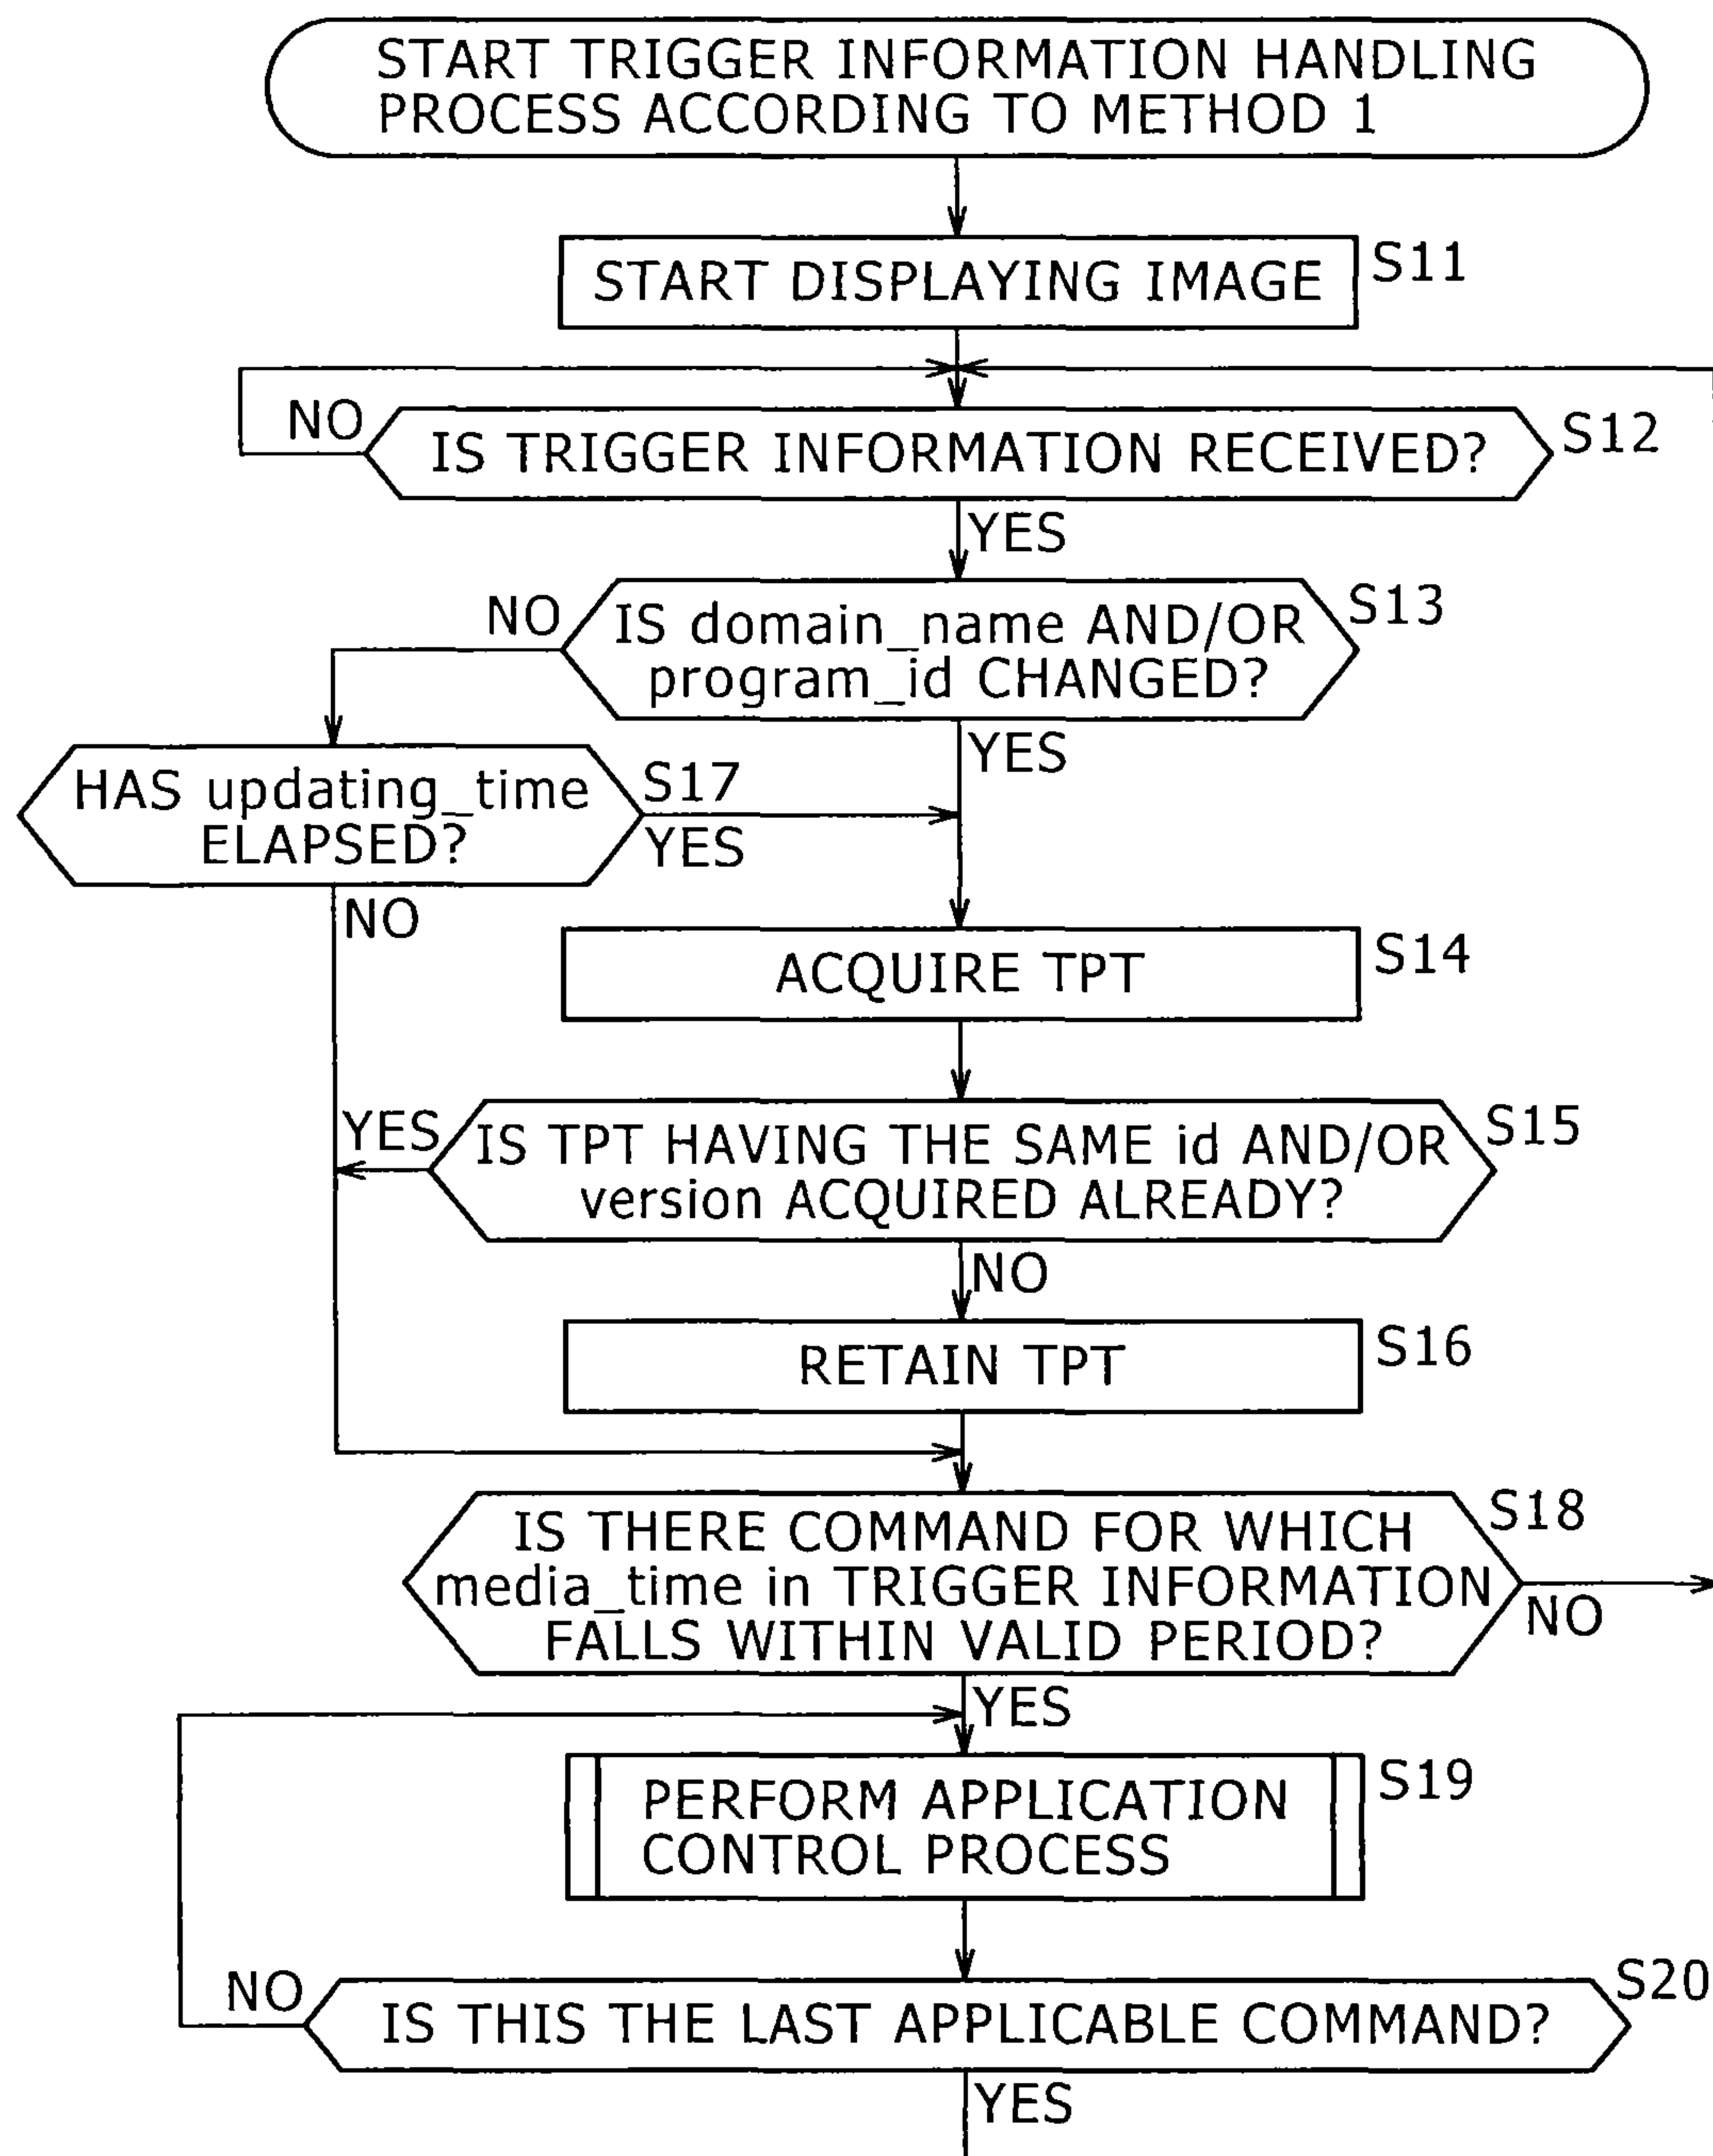 START TRIGGER INFORMATION HANDLING
PROCESS ACCORDING TO METHOD 1
START DISPLAYING IMAGE
S11
NO
IS TRIGGER INFORMATION RECEIVED?
S12
YES
NO
IS domain_name AND/OR
program_id CHANGED?
S13
YES
HAS updating_time
ELAPSED?
S17
YES
NO
ACQUIRE TPT
S14
YES
IS TPT HAVING THE SAME id AND/OR
version ACQUIRED ALREADY?
S15
NO
RETAIN TPT
S16
IS THERE COMMAND FOR WHICH
media_time in TRIGGER INFORMATION
FALLS WITHIN VALID PERIOD?
S18
NO
YES
PERFORM APPLICATION
CONTROL PROCESS
S19
NO
IS THIS THE LAST APPLICABLE COMMAND?
S20
YES